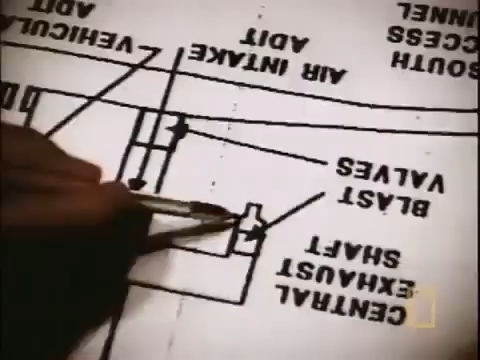 CENTRAL
EXHAUST
SHAFT
BLAST
VALVES
SOUTH
CCESS
UNNEL
AIR INTAKE
ADIT
VEHICULA
ADIT